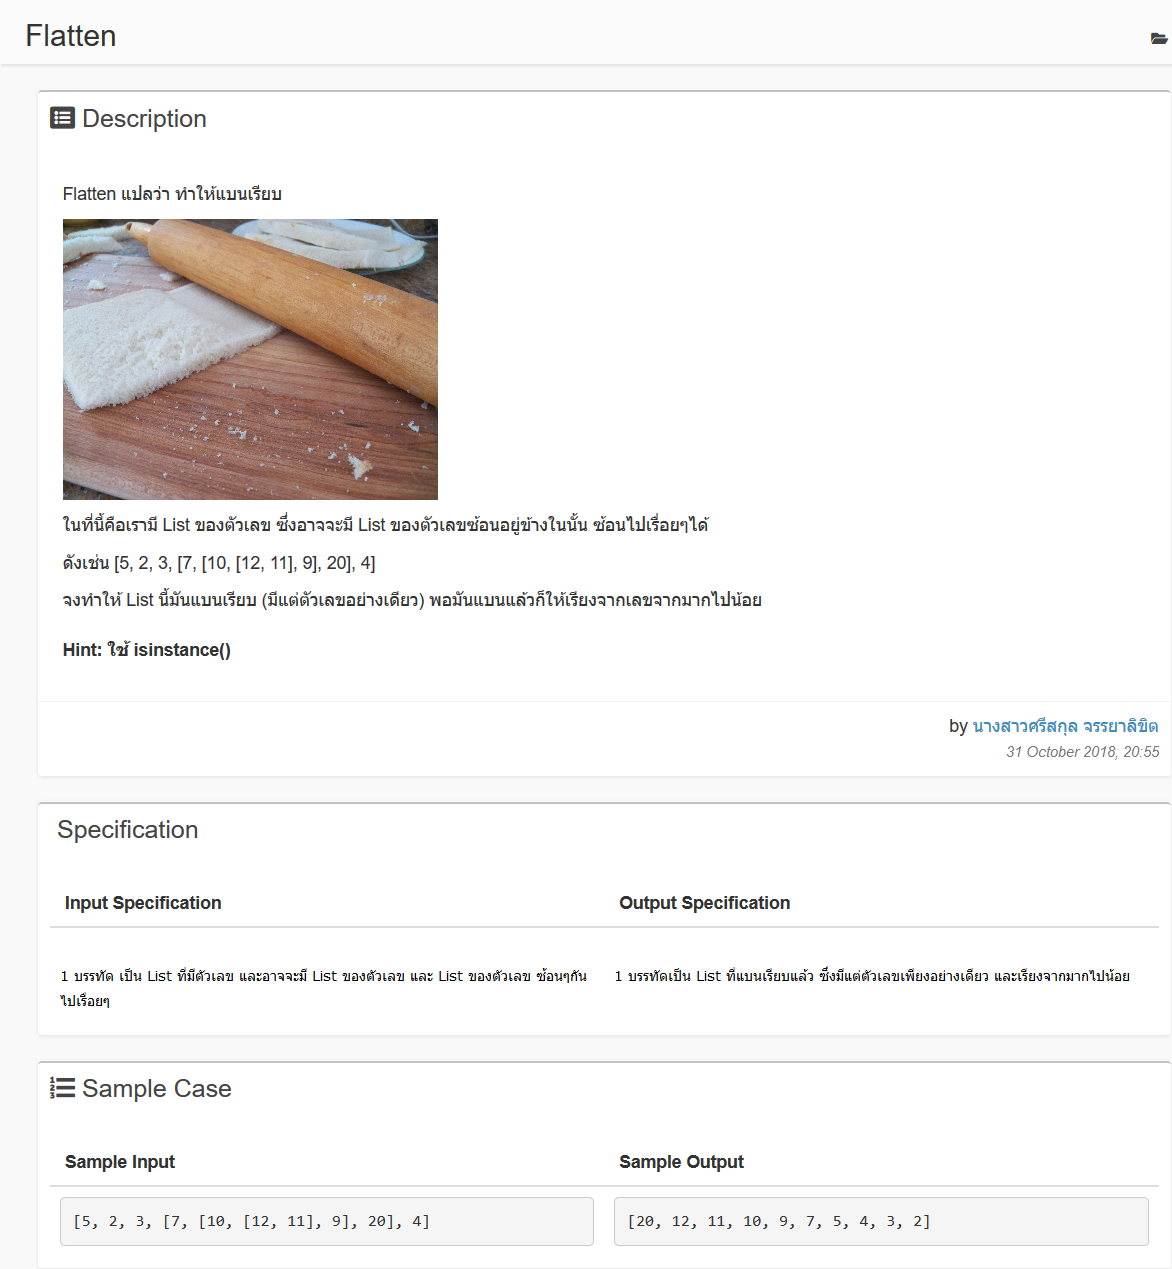 Flatten
Description
Flatten แปลว่า ทำให้แบนเรียบ
ในที่นี้คือเรามี List ของตัวเลข ซึ่งอาจจะมี List ของตัวเลขซ้อนอยู่ข้างในนั้น ซ้อนไปเรื่อยๆได้
ดังเช่น [5, 2, 3, [7, [10, [12, 11], 9], 20], 4]
จงทำให้ List นี้มันแบนเรียบ (มีแต่ตัวเลขอย่างเดียว) พอมันแบนแล้วก็ให้เรียงจากเลขจากมากไปน้อย
Hint: ใช้ isinstance()
by นางสาวศรีสกุล จรรยาลิขิต
31 October 2018, 20:55
Specification
Input Specification
Output Specification
1 บรรทัด เป็น List ที่มีตัวเลข และอาจจะมี List ของตัวเลข และ List ของตัวเลข ซ้อนๆกัน
ไปเรื่อยๆ
1 บรรทัดเป็น List ที่แบนเรียบแล้ว ซึ่งมีแต่ตัวเลขเพียงอย่างเดียว และเรียงจากมากไปน้อย
Sample Case
Sample Input
Sample Output
[5, 2, 3, [7, [10, [12, 11], 9], 20], 4]
[20, 12, 11, 10, 9, 7, 5, 4, 3, 2]